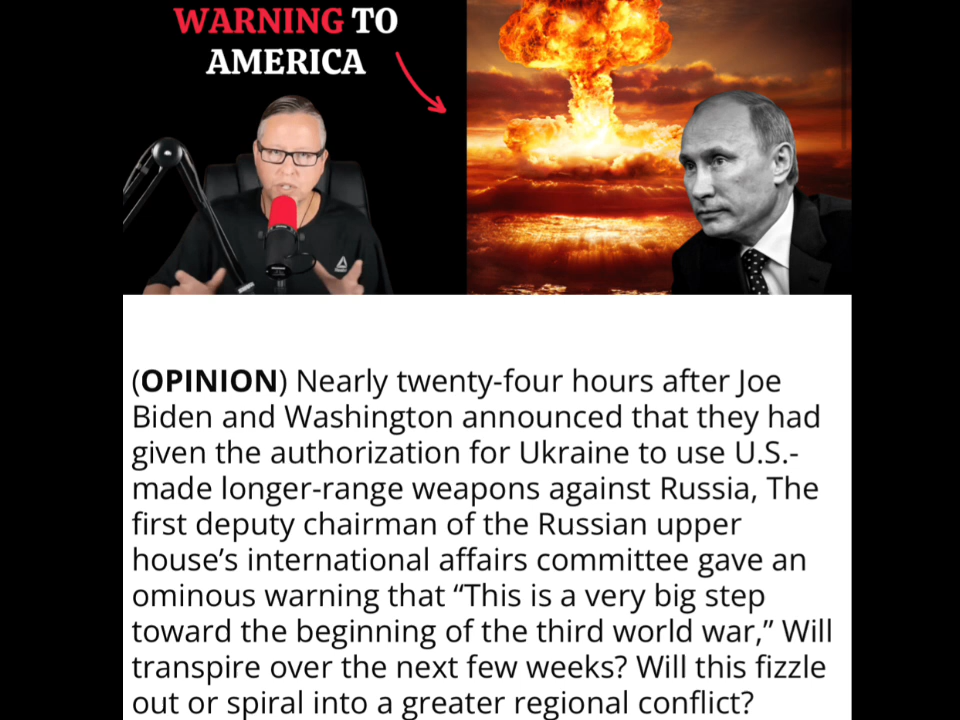 WARNING TO
AMERICA
(OPINION) Nearly twenty-four hours after Joe
Biden and Washington announced that they had
given the authorization for Ukraine to use U.S.-
made longer-range weapons against Russia, The
first deputy chairman of the Russian upper
house’s international affairs committee gave an
ominous warning that “This is a very big step
toward the beginning of the third world war,” Will
transpire over the next few weeks? Will this fizzle
out or spiral into a greater regional conflict?